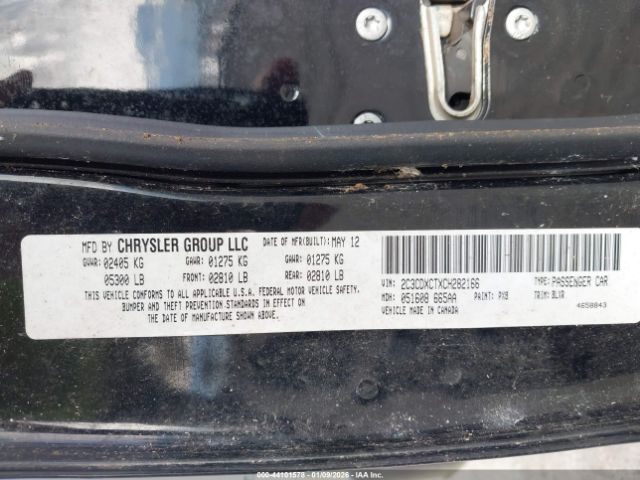 MFD BY CHRYSLER GROUP LLC DATE OF MFR(BUILT): MAY 12
GVWR: 02405 KG GAWR: 01275 KG GAWR: 01275 KG
05300 LB FRONT: 02810 LB REAR: 02810 LB
THIS VEHICLE CONFORMS TO ALL APPLICABLE U.S.A. FEDERAL MOTOR VEHICLE SAFETY,
BUMPER AND THEFT PREVENTION STANDARDS IN EFFECT ON
THE DATE OF MANUFACTURE SHOWN ABOVE.
VIN: 2C3CDXCTXCH282166 TYPE: PASSENGER CAR
MDH: 051608 665AA PAINT: PX8 TRIM: BLXR
VEHICLE MADE IN CANADA 4658843
000-44101578 - 01/09/2026 - IAA Inc.